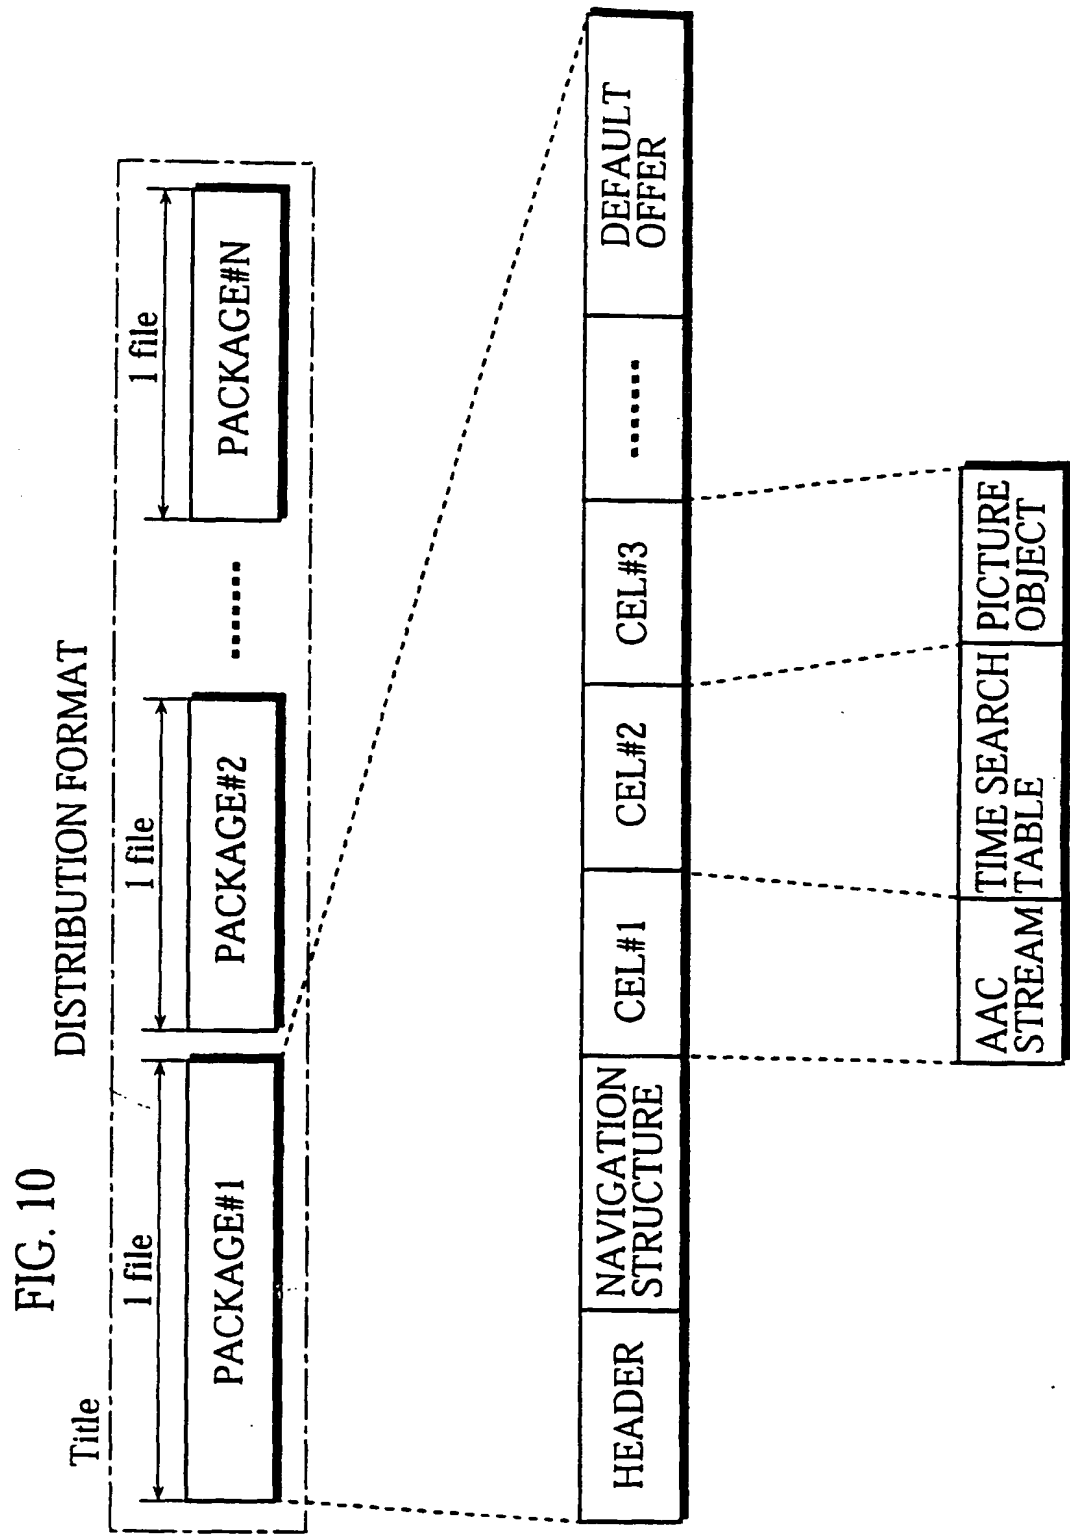 FIG. 10
DISTRIBUTION FORMAT
Title
1 file
1 file
1 file
PACKAGE#1
PACKAGE#2
.......
PACKAGE#N
HEADER
NAVIGATION
STRUCTURE
CEL#1
CEL#2
CEL#3
.......
DEFAULT
OFFER
AAC
STREAM
TIME SEARCH
TABLE
PICTURE
OBJECT